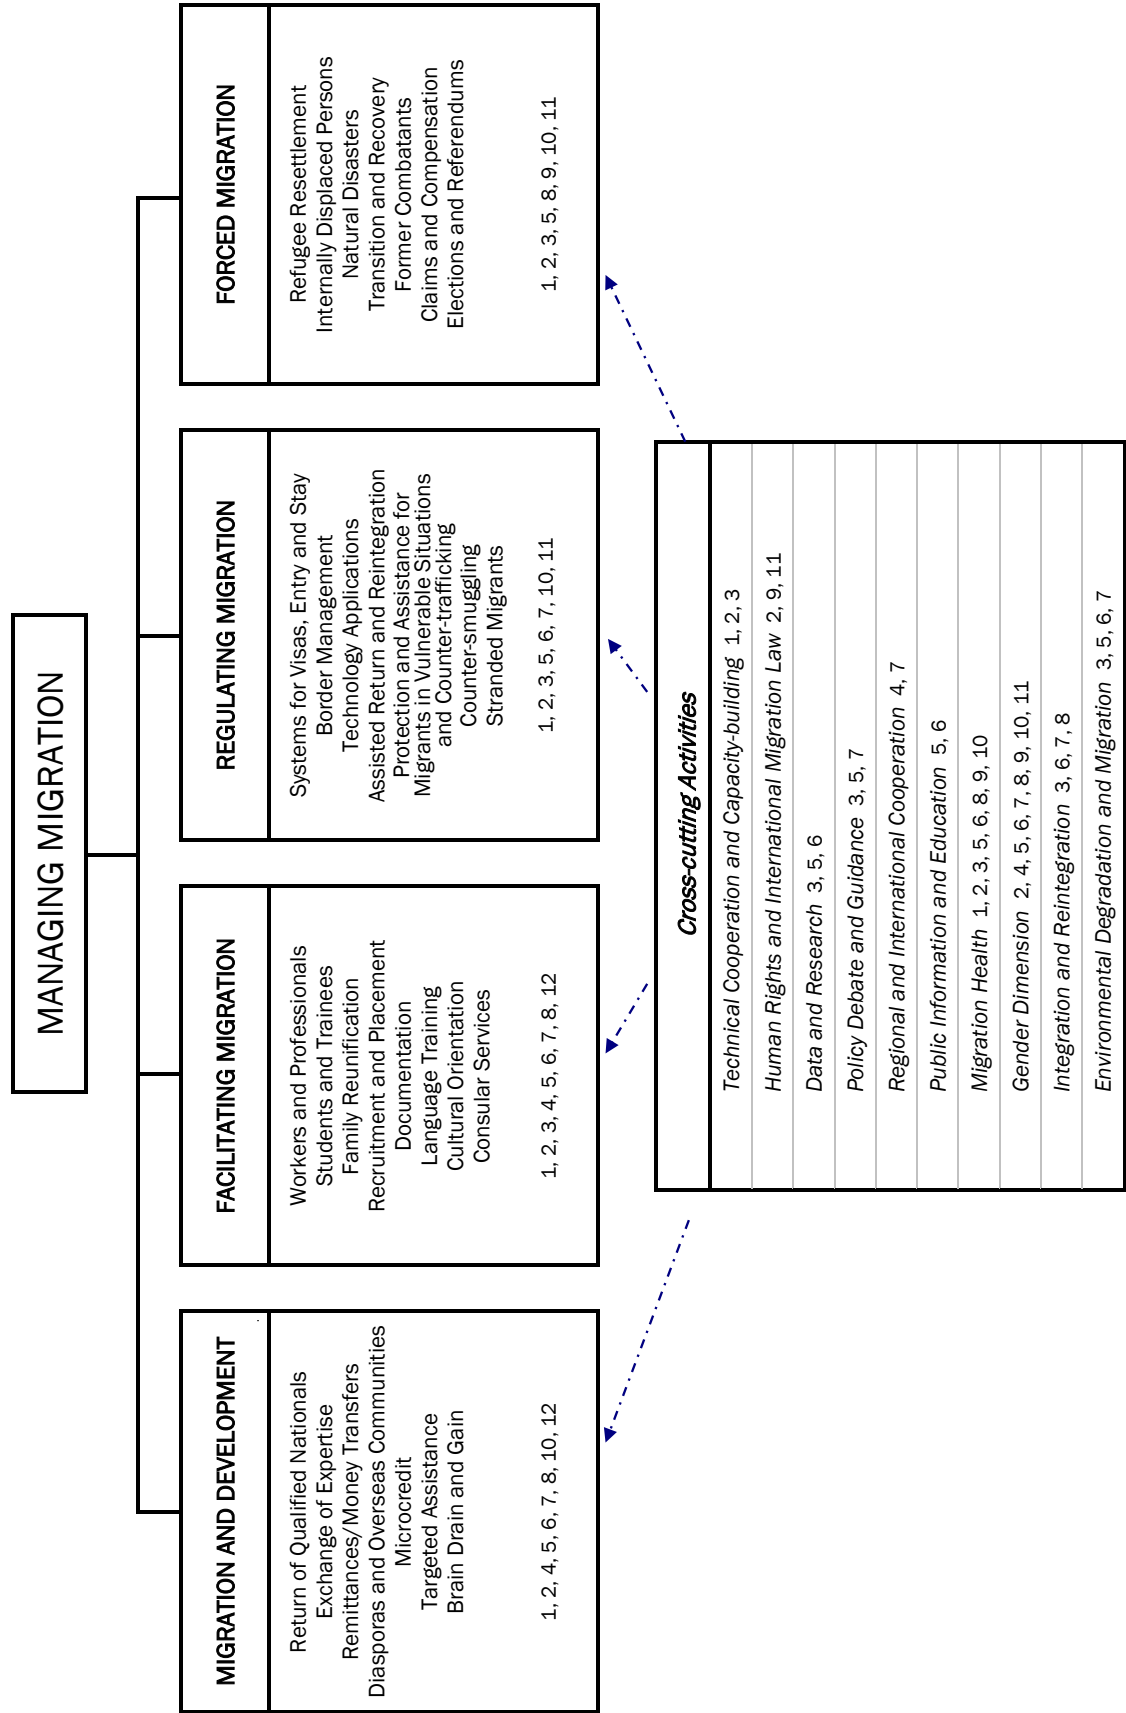 MANAGING MIGRATION
MIGRATION AND DEVELOPMENT
Return of Qualified Nationals
Exchange of Expertise
Remittances/Money Transfers
Diasporas and Overseas Communities
Microcredit
Targeted Assistance
Brain Drain and Gain
1, 2, 4, 5, 6, 7, 8, 10, 12
FACILITATING MIGRATION
Workers and Professionals
Students and Trainees
Family Reunification
Recruitment and Placement
Documentation
Language Training
Cultural Orientation
Consular Services
1, 2, 3, 4, 5, 6, 7, 8, 12
REGULATING MIGRATION
Systems for Visas, Entry and Stay
Border Management
Technology Applications
Assisted Return and Reintegration
Protection and Assistance for
Migrants in Vulnerable Situations
and Counter-trafficking
Counter-smuggling
Stranded Migrants
1, 2, 3, 5, 6, 7, 10, 11
FORCED MIGRATION
Refugee Resettlement
Internally Displaced Persons
Natural Disasters
Transition and Recovery
Former Combatants
Claims and Compensation
Elections and Referendums
1, 2, 3, 5, 8, 9, 10, 11
Cross-cutting Activities
Technical Cooperation and Capacity-building 1, 2, 3
Human Rights and International Migration Law 2, 9, 11
Data and Research 3, 5, 6
Policy Debate and Guidance 3, 5, 7
Regional and International Cooperation 4, 7
Public Information and Education 5, 6
Migration Health 1, 2, 3, 5, 6, 8, 9, 10
Gender Dimension 2, 4, 5, 6, 7, 8, 9, 10, 11
Integration and Reintegration 3, 6, 7, 8
Environmental Degradation and Migration 3, 5, 6, 7